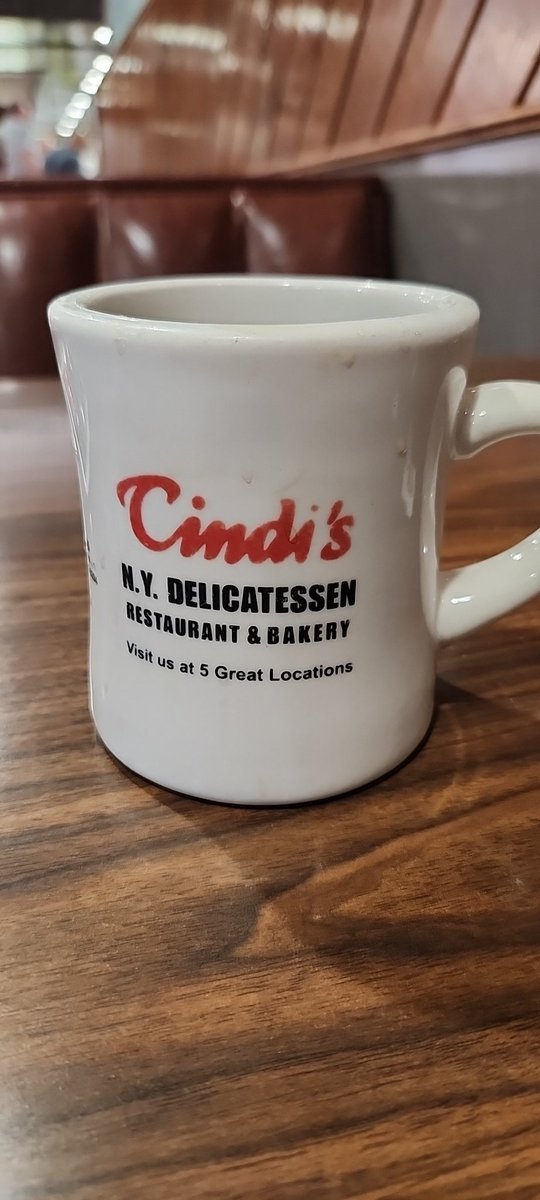 Cindi's
N.Y. DELICATESSEN
RESTAURANT & BAKERY
Visit us at 5 Great Locations